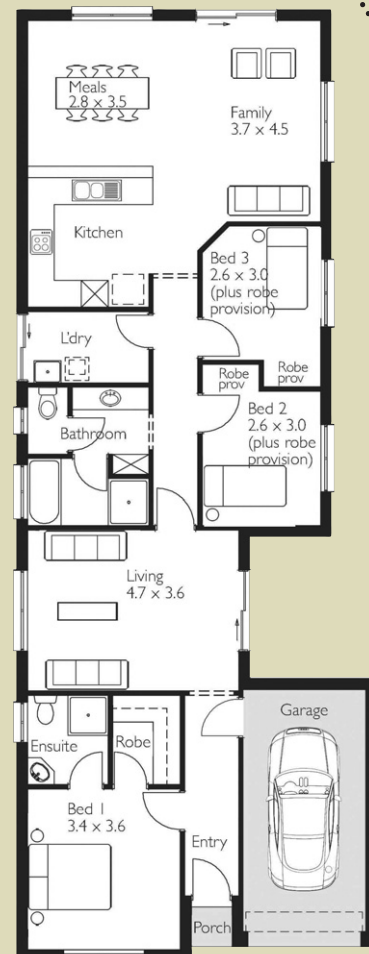 Meals
2.8 x 3.5
Family
3.7 x 4.5
Kitchen
Bed 3
2.6 x 3.0
(plus robe
provision)
L'dry
Robe
prov
Robe
prov
Bed 2
2.6 x 3.0
(plus robe
provision)
Bathroom
Living
4.7 x 3.6
Ensuite
Robe
Garage
Bed 1
3.4 x 3.6
Entry
Porch